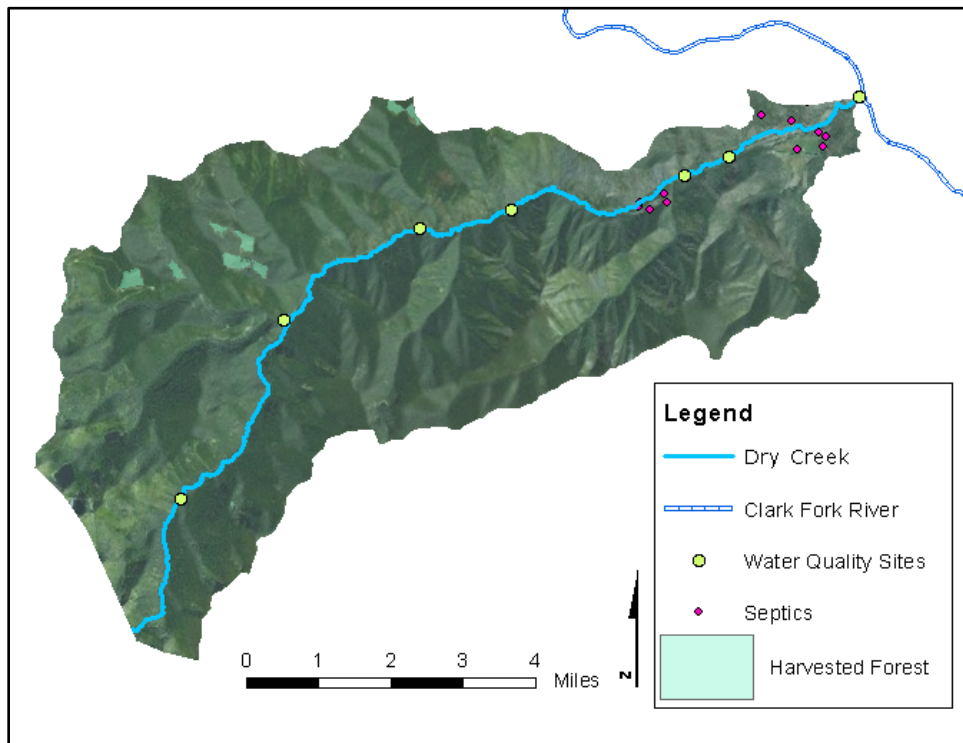 Legend
Dry Creek
Clark Fork River
Water Quality Sites
Septics
Harvested Forest
0 1 2 3 4
Miles
N